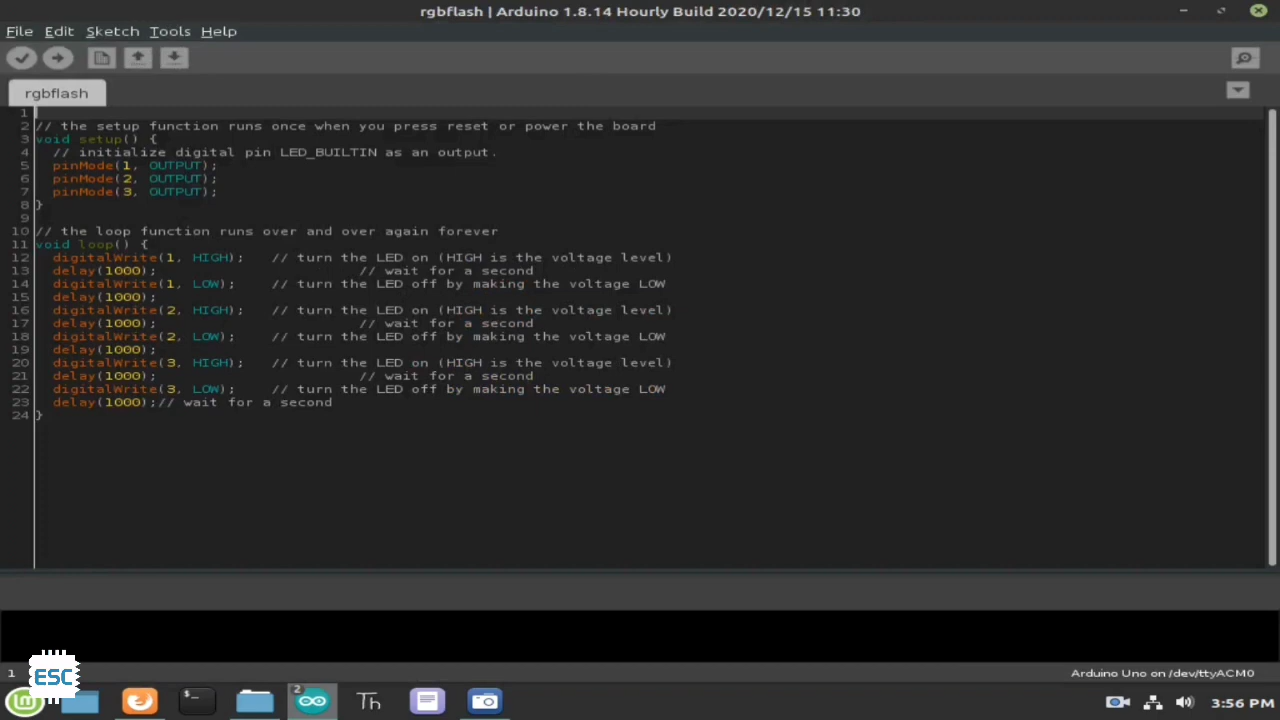 rgbflash | Arduino 1.8.14 Hourly Build 2020/12/15 11:30
File Edit Sketch Tools Help
rgbflash
1
2 // the setup function runs once when you press reset or power the board
3 void setup() {
4 // initialize digital pin LED_BUILTIN as an output.
5 pinMode(1, OUTPUT);
6 pinMode(2, OUTPUT);
7 pinMode(3, OUTPUT);
8 }
9
10 // the loop function runs over and over again forever
11 void loop() {
12 digitalWrite(1, HIGH); // turn the LED on (HIGH is the voltage level)
13 delay(1000); // wait for a second
14 digitalWrite(1, LOW); // turn the LED off by making the voltage LOW
15 delay(1000);
16 digitalWrite(2, HIGH); // turn the LED on (HIGH is the voltage level)
17 delay(1000); // wait for a second
18 digitalWrite(2, LOW); // turn the LED off by making the voltage LOW
19 delay(1000);
20 digitalWrite(3, HIGH); // turn the LED on (HIGH is the voltage level)
21 delay(1000); // wait for a second
22 digitalWrite(3, LOW); // turn the LED off by making the voltage LOW
23 delay(1000);// wait for a second
24 }
1 Arduino Uno on /dev/ttyACM0
ESC
2
Th
3:56 PM